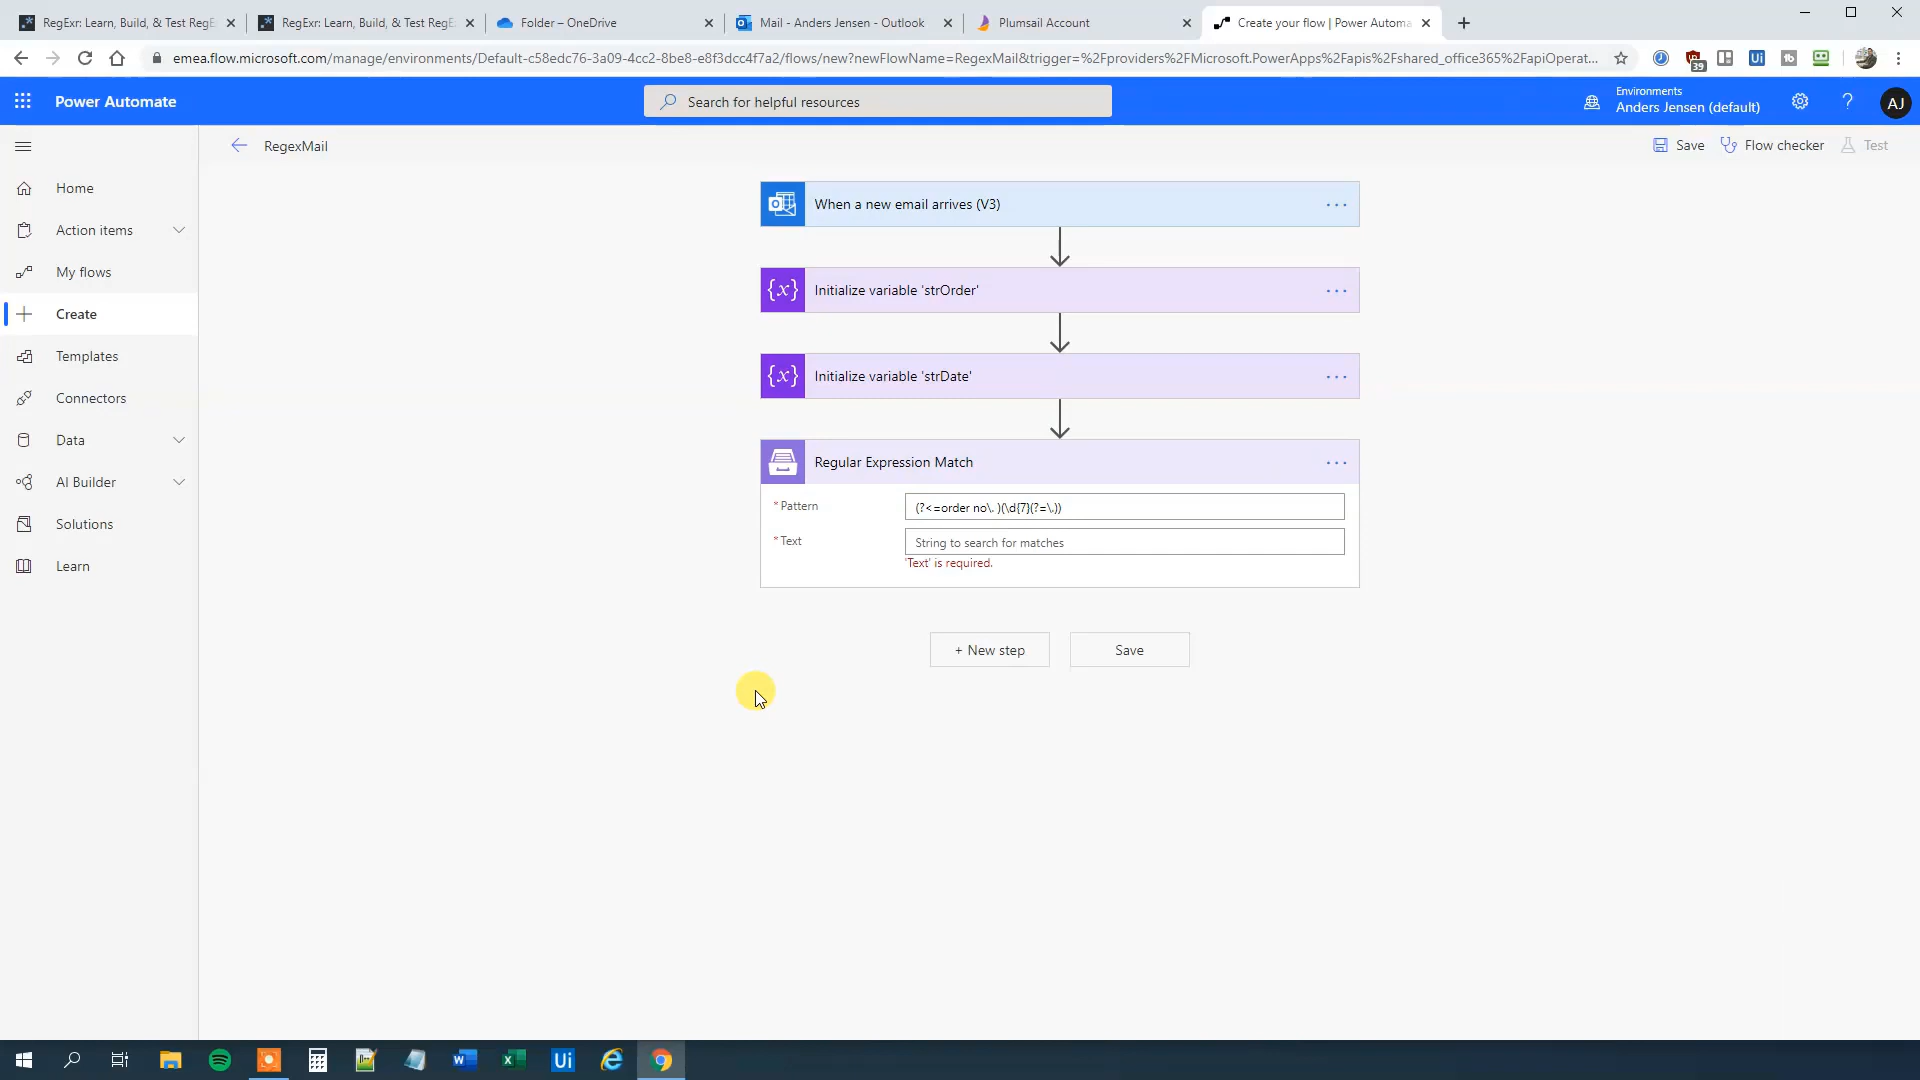 RegExr: Learn, Build, & Test RegE
RegExr: Learn, Build, & Test RegE
Folder – OneDrive
Mail - Anders Jensen - Outlook
Plumsail Account
Create your flow | Power Automa
emea.flow.microsoft.com/manage/environments/Default-c58edc76-3a09-4cc2-8be8-e8f3dcc4f7a2/flows/new?newFlowName=RegexMail&trigger=%2Fproviders%2FMicrosoft.PowerApps%2Fapis%2Fshared_office365%2FapiOperat...
39
Ui
Power Automate
Search for helpful resources
Environments
Anders Jensen (default)
?
AJ
RegexMail
Save
Flow checker
Test
Home
Action items
My flows
Create
Templates
Connectors
Data
AI Builder
Solutions
Learn
When a new email arrives (V3)
...
{x}
Initialize variable 'strOrder'
...
{x}
Initialize variable 'strDate'
...
Regular Expression Match
...
* Pattern
(?<=order no\. )(\d{7}(?=\.))
* Text
String to search for matches
'Text' is required.
+ New step
Save
Ui